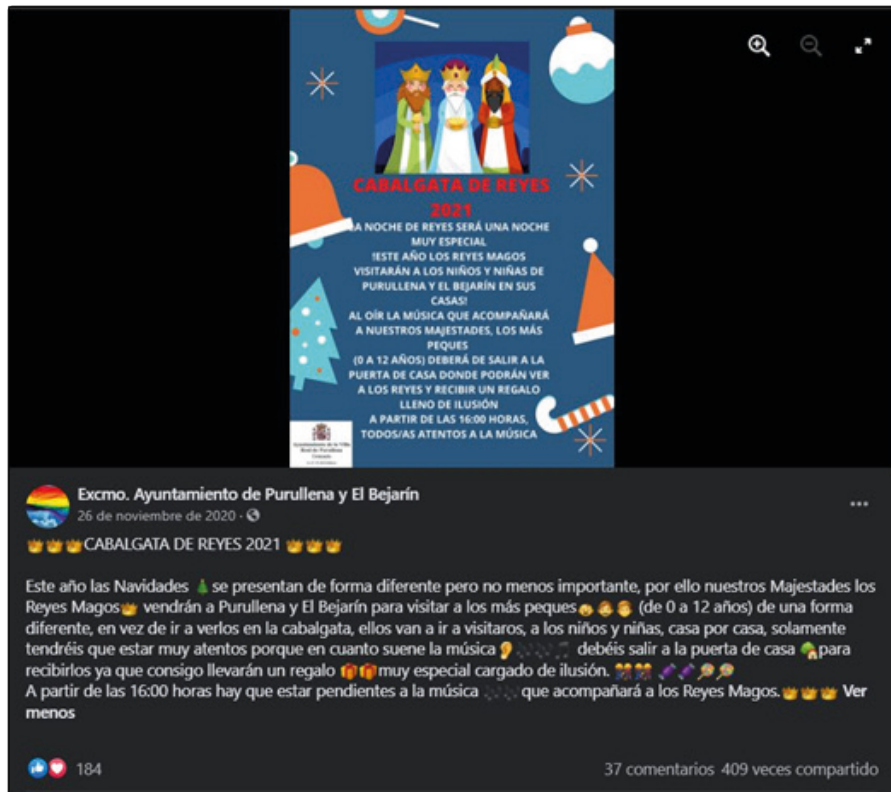 CABALGATA DE REYES
2021
LA NOCHE DE REYES SERÁ UNA NOCHE
MUY ESPECIAL
!ESTE AÑO LOS REYES MAGOS
VISITARÁN A LOS NIÑOS Y NIÑAS DE
PURULLENA Y EL BEJARÍN EN SUS
CASAS!
AL OÍR LA MÚSICA QUE ACOMPAÑARÁ
A NUESTROS MAJESTADES, LOS MÁS
PEQUES
(0 A 12 AÑOS) DEBERÁ DE SALIR A LA
PUERTA DE CASA DONDE PODRÁN VER
A LOS REYES Y RECIBIR UN REGALO
LLENO DE ILUSIÓN
A PARTIR DE LAS 16:00 HORAS,
TODOS/AS ATENTOS A LA MÚSICA
Ayuntamiento de la Villa
Real de Purullena
Excmo. Ayuntamiento de Purullena y El Bejarín
26 de noviembre de 2020 ·
👑👑👑CABALGATA DE REYES 2021 👑👑👑
Este año las Navidades 🎄se presentan de forma diferente pero no menos importante, por ello nuestros Majestades los
Reyes Magos👑 vendrán a Purullena y El Bejarín para visitar a los más peques👶👧🧒 (de 0 a 12 años) de una forma
diferente, en vez de ir a verlos en la cabalgata, ellos van a ir a visitaros, a los niños y niñas, casa por casa, solamente
tendréis que estar muy atentos porque en cuanto suene la música👂🎶🎶🎵 debéis salir a la puerta de casa 🏡para
recibirlos ya que consigo llevarán un regalo 🎁🎁muy especial cargado de ilusión. 🎊🎊 🍬🍬🍭🍭
A partir de las 16:00 horas hay que estar pendientes a la música 🎶🎶que acompañará a los Reyes Magos.👑👑👑 Ver
menos
184
37 comentarios 409 veces compartido